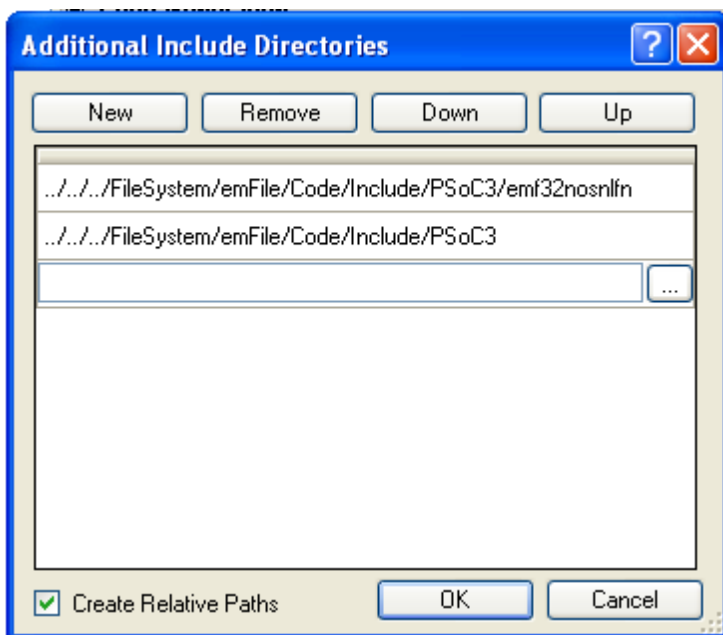 Additional Include Directories
New Remove Down Up
../../../FileSystem/emFile/Code/Include/PSoC3/emf32nosnlfn
../../../FileSystem/emFile/Code/Include/PSoC3
...
Create Relative Paths OK Cancel